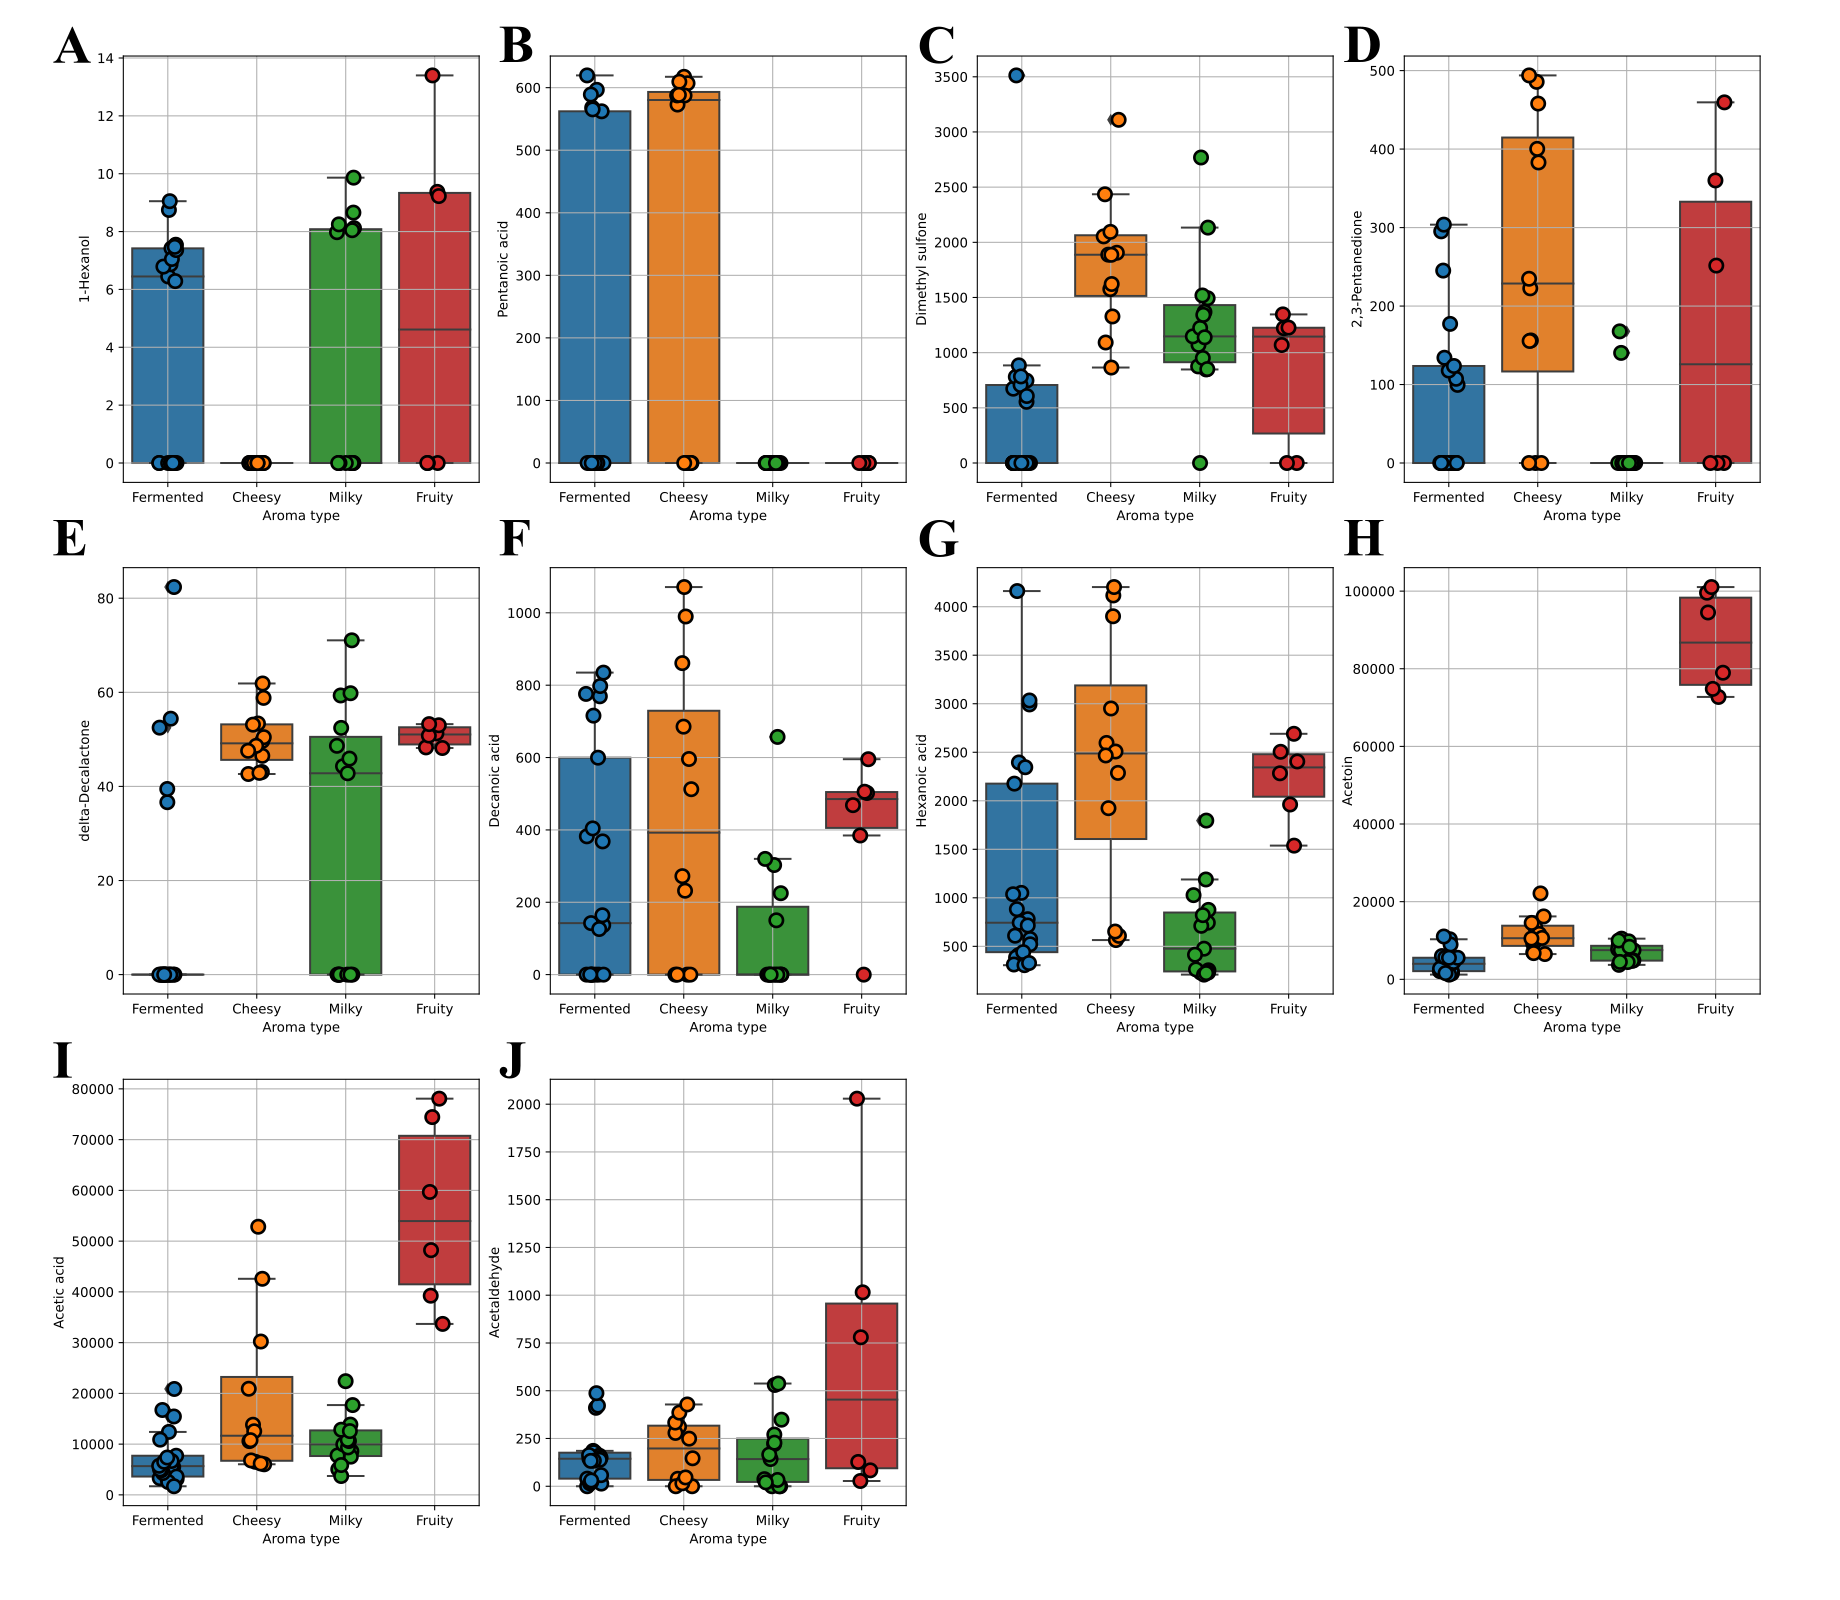 A
1-Hexanol
14
12
10
8
6
4
2
0
Fermented Cheesy Milky Fruity
Aroma type
B
Pentanoic acid
600
500
400
300
200
100
0
Fermented Cheesy Milky Fruity
Aroma type
C
Dimethyl sulfone
3500
3000
2500
2000
1500
1000
500
0
Fermented Cheesy Milky Fruity
Aroma type
D
2,3-Pentanedione
500
400
300
200
100
0
Fermented Cheesy Milky Fruity
Aroma type
E
delta-Decalactone
80
60
40
20
0
Fermented Cheesy Milky Fruity
Aroma type
F
Decanoic acid
1000
800
600
400
200
0
Fermented Cheesy Milky Fruity
Aroma type
G
Hexanoic acid
4000
3500
3000
2500
2000
1500
1000
500
Fermented Cheesy Milky Fruity
Aroma type
H
Acetoin
100000
80000
60000
40000
20000
0
Fermented Cheesy Milky Fruity
Aroma type
I
Acetic acid
80000
70000
60000
50000
40000
30000
20000
10000
0
Fermented Cheesy Milky Fruity
Aroma type
J
Acetaldehyde
2000
1750
1500
1250
1000
750
500
250
0
Fermented Cheesy Milky Fruity
Aroma type